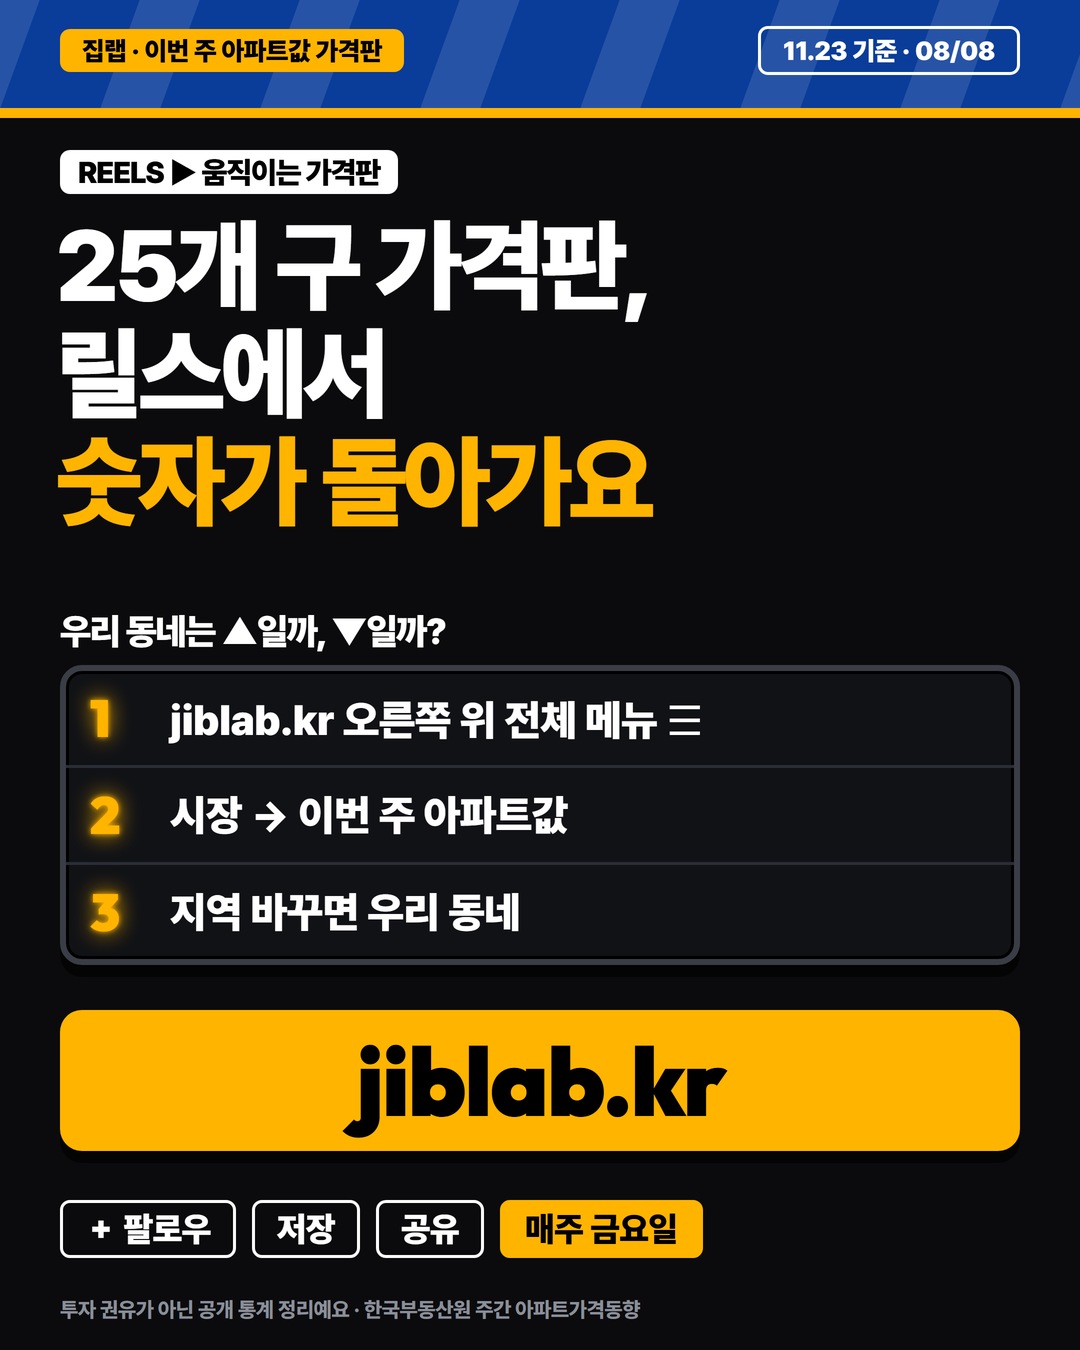 집랩 · 이번 주 아파트값 가격판
11.23 기준 · 08/08
REELS ▶ 움직이는 가격판
25개 구 가격판,
릴스에서
숫자가 돌아가요
우리 동네는 ▲일까, ▼일까?
1 jiblab.kr 오른쪽 위 전체 메뉴 ☰
2 시장 → 이번 주 아파트값
3 지역 바꾸면 우리 동네
jiblab.kr
+ 팔로우 저장 공유 매주 금요일
투자 권유가 아닌 공개 통계 정리예요 · 한국부동산원 주간 아파트가격동향